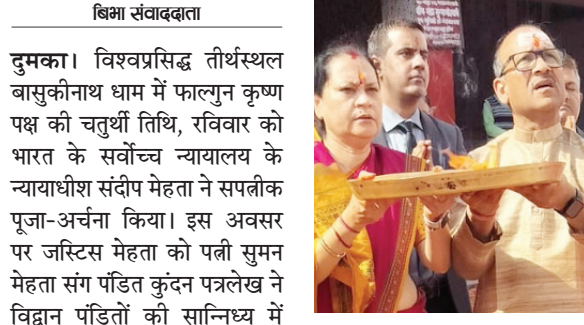 बिभा संवाददाता
दुमका। विश्वप्रसिद्ध तीर्थस्थल
बासुकीनाथ धाम में फाल्गुन कृष्ण
पक्ष की चतुर्थी तिथि, रविवार को
भारत के सर्वोच्च न्यायालय के
न्यायाधीश संदीप मेहता ने सपत्नीक
पूजा-अर्चना किया। इस अवसर
पर जस्टिस मेहता को पत्नी सुमन
मेहता संग पंडित कुंदन पत्रलेख ने
विद्वान पंडितों की सान्निध्य में